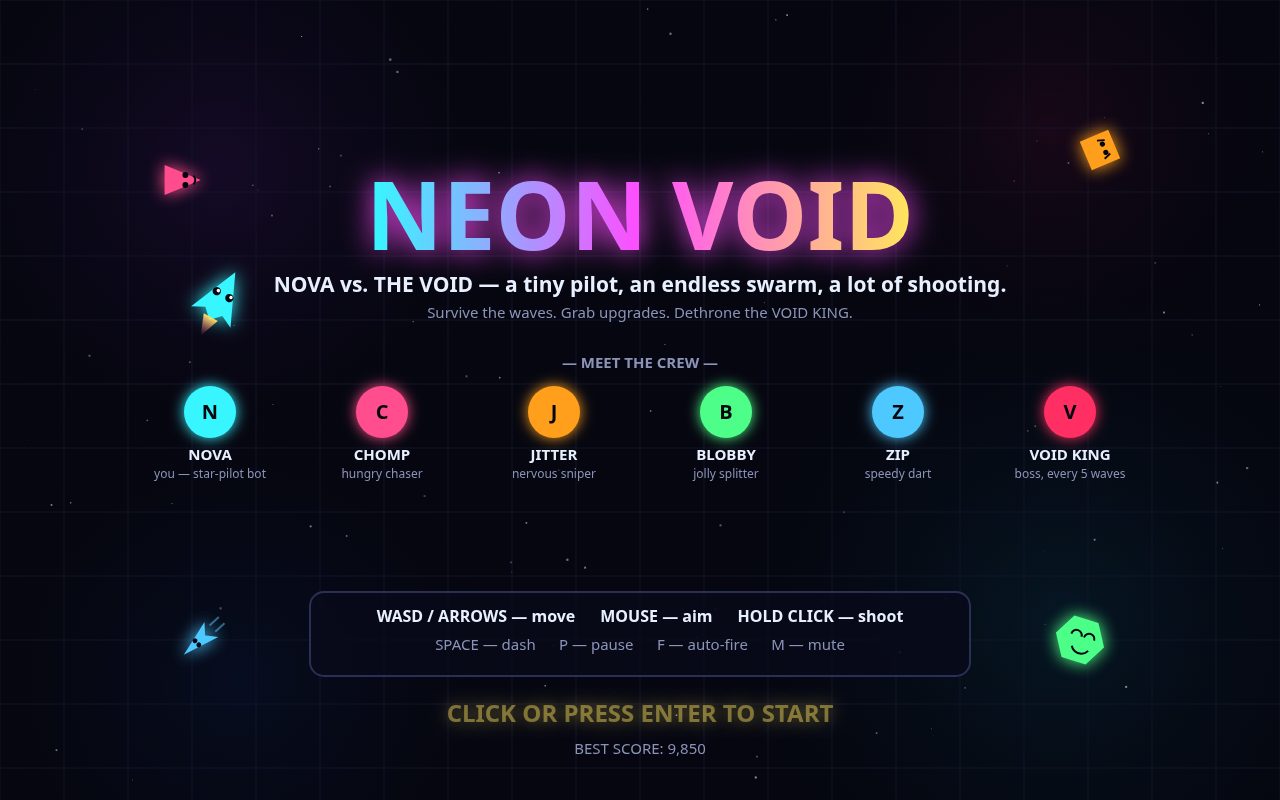 NEON VOID
NOVA vs. THE VOID — a tiny pilot, an endless swarm, a lot of shooting.
Survive the waves. Grab upgrades. Dethrone the VOID KING.
— MEET THE CREW —
N C J B Z V
NOVA CHOMP JITTER BLOBBY ZIP VOID KING
you — star-pilot bot hungry chaser nervous sniper jolly splitter speedy dart boss, every 5 waves
WASD / ARROWS — move MOUSE — aim HOLD CLICK — shoot
SPACE — dash P — pause F — auto-fire M — mute
CLICK OR PRESS ENTER TO START
BEST SCORE: 9,850